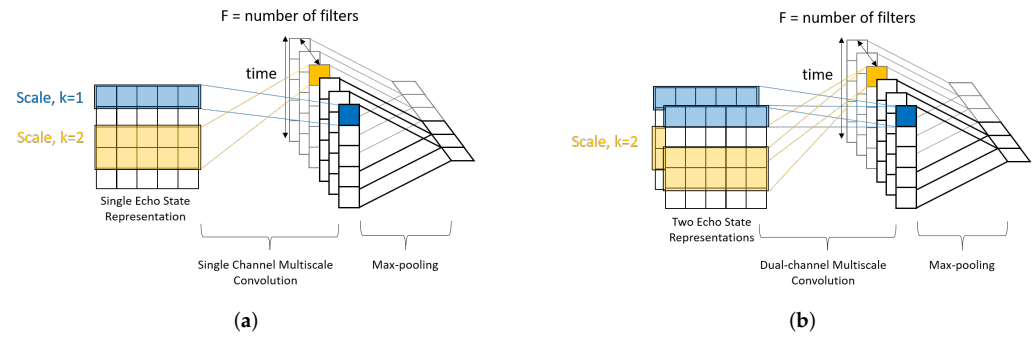 F = number of filters
time
Scale, k=1
Scale, k=2
Single Echo State
Representation
Single Channel Multiscale
Convolution
Max-pooling
(a)
F = number of filters
time
Scale, k=2
Two Echo State
Representations
Dual-channel Multiscale
Convolution
Max-pooling
(b)